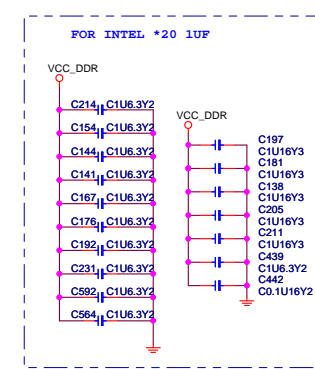 FOR INTEL *20 1UF
VCC_DDR
C214 C1U6.3Y2
C154 C1U6.3Y2
C144 C1U6.3Y2
C141 C1U6.3Y2
C167 C1U6.3Y2
C176 C1U6.3Y2
C192 C1U6.3Y2
C231 C1U6.3Y2
C592 C1U6.3Y2
C564 C1U6.3Y2
VCC_DDR
C197
C1U16Y3
C181
C1U16Y3
C138
C1U16Y3
C205
C1U16Y3
C211
C1U16Y3
C439
C1U6.3Y2
C442
C0.1U16Y2